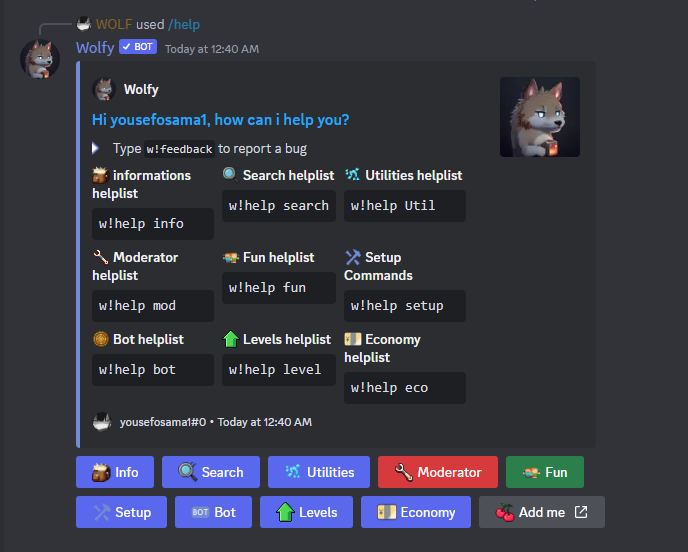 WOLF used /help
Wolfy ✔ BOT Today at 12:40 AM
Wolfy
Hi yousefosama1, how can i help you?
Type w!feedback to report a bug
informations helplist
w!help info
Search helplist
w!help search
Utilities helplist
w!help Util
Moderator helplist
w!help mod
Fun helplist
w!help fun
Setup Commands
w!help setup
Bot helplist
w!help bot
Levels helplist
w!help level
Economy helplist
w!help eco
yousefosama1#0 • Today at 12:40 AM
Info Search Utilities Moderator Fun
Setup BOT Bot Levels Economy Add me